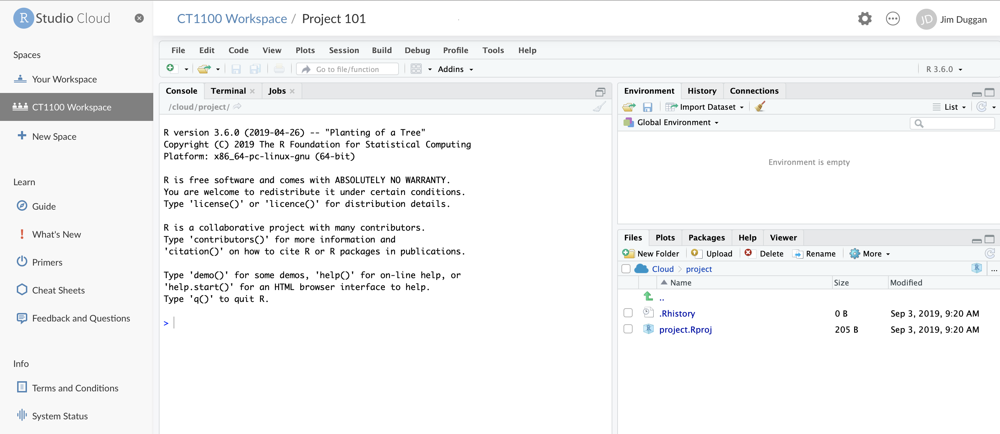 R Studio Cloud
CT1100 Workspace / Project 101
JD Jim Duggan
Spaces
Your Workspace
CT1100 Workspace
New Space
Learn
Guide
What's New
Primers
Cheat Sheets
Feedback and Questions
Info
Terms and Conditions
System Status
File Edit Code View Plots Session Build Debug Profile Tools Help
Go to file/function Addins R 3.6.0
Console Terminal Jobs
/cloud/project/
R version 3.6.0 (2019-04-26) -- "Planting of a Tree"
Copyright (C) 2019 The R Foundation for Statistical Computing
Platform: x86_64-pc-linux-gnu (64-bit)
R is free software and comes with ABSOLUTELY NO WARRANTY.
You are welcome to redistribute it under certain conditions.
Type 'license()' or 'licence()' for distribution details.
R is a collaborative project with many contributors.
Type 'contributors()' for more information and
'citation()' on how to cite R or R packages in publications.
Type 'demo()' for some demos, 'help()' for on-line help, or
'help.start()' for an HTML browser interface to help.
Type 'q()' to quit R.
>
Environment History Connections
Import Dataset List
Global Environment
Environment is empty
Files Plots Packages Help Viewer
New Folder Upload Delete Rename More
Cloud project R ...
Name Size Modified
..
.Rhistory 0 B Sep 3, 2019, 9:20 AM
R project.Rproj 205 B Sep 3, 2019, 9:20 AM